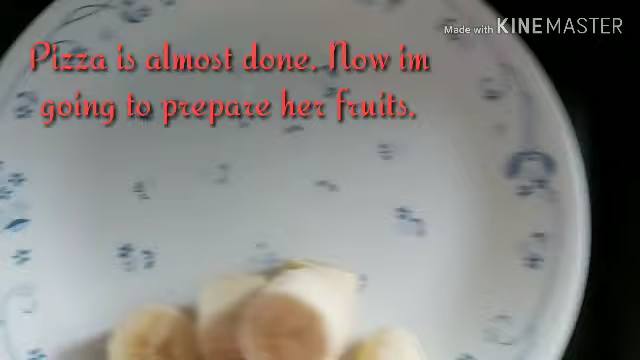 Made with KINEMASTER
Pizza is almost done. Now im
going to prepare her fruits.